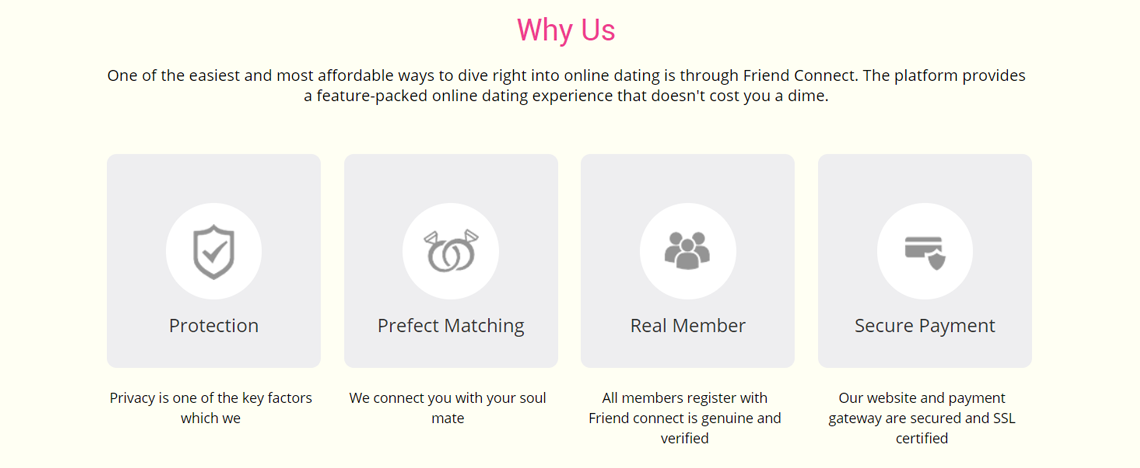 Why Us
One of the easiest and most affordable ways to dive right into online dating is through Friend Connect. The platform provides
a feature-packed online dating experience that doesn't cost you a dime.
Protection
Prefect Matching
Real Member
Secure Payment
Privacy is one of the key factors
which we
We connect you with your soul
mate
All members register with
Friend connect is genuine and
verified
Our website and payment
gateway are secured and SSL
certified